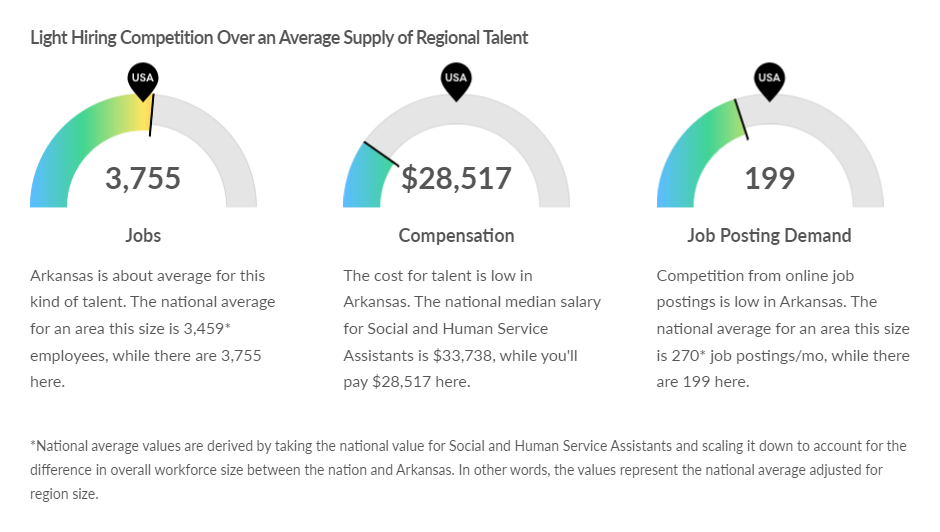 Light Hiring Competition Over an Average Supply of Regional Talent
USA
USA
USA
3,755
$28,517
199
Jobs
Compensation
Job Posting Demand
Arkansas is about average for this
kind of talent. The national average
for an area this size is 3,459*
employees, while there are 3,755
here.
The cost for talent is low in
Arkansas. The national median salary
for Social and Human Service
Assistants is $33,738, while you'll
pay $28,517 here.
Competition from online job
postings is low in Arkansas. The
national average for an area this size
is 270* job postings/mo, while there
are 199 here.
*National average values are derived by taking the national value for Social and Human Service Assistants and scaling it down to account for the
difference in overall workforce size between the nation and Arkansas. In other words, the values represent the national average adjusted for
region size.